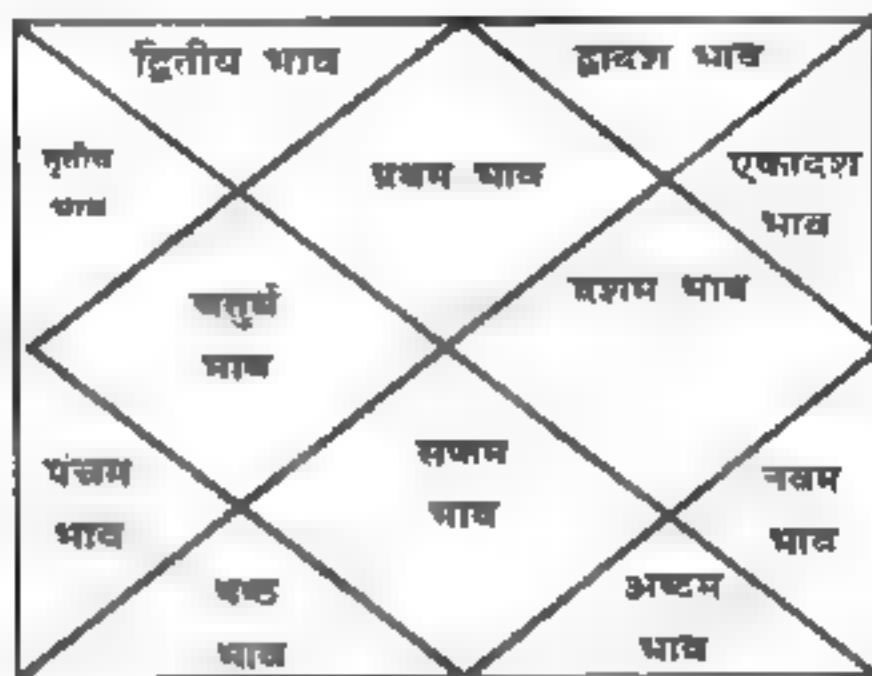 द्वितीय भाव
द्वादश भाव
तृतीय
भाव
प्रथम भाव
एकादश
भाव
चतुर्थ
भाव
दशम भाव
पंचम
भाव
सप्तम
भाव
नवम
भाव
षष्ठ
भाव
अष्टम
भाव